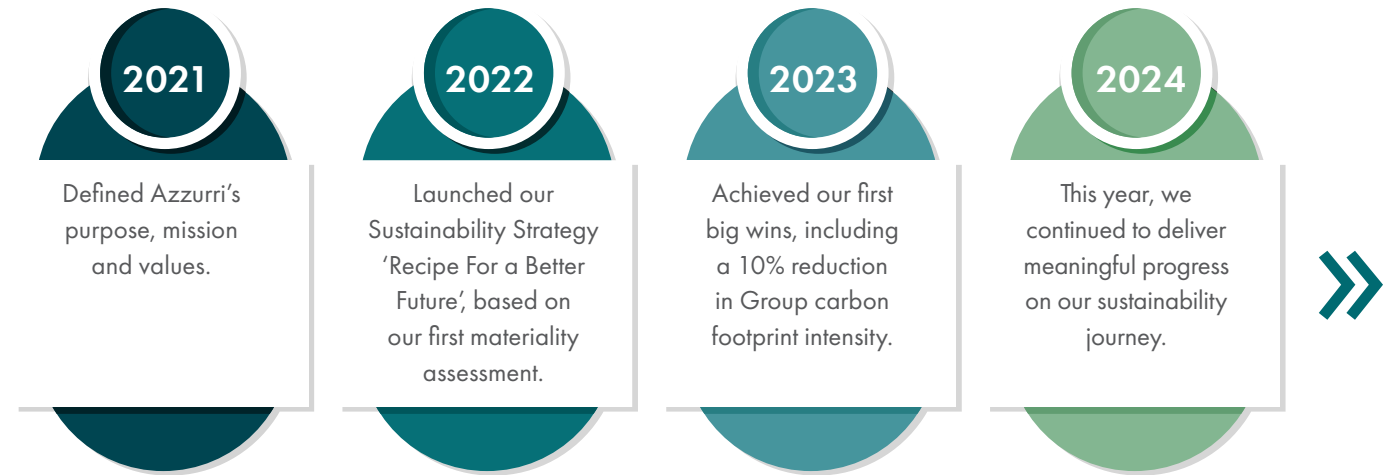 2021
Defined Azzurri’s
purpose, mission
and values.
2022
Launched our
Sustainability Strategy
‘Recipe For a Better
Future’, based on
our first materiality
assessment.
2023
Achieved our first
big wins, including
a 10% reduction
in Group carbon
footprint intensity.
2024
This year, we
continued to deliver
meaningful progress
on our sustainability
journey.